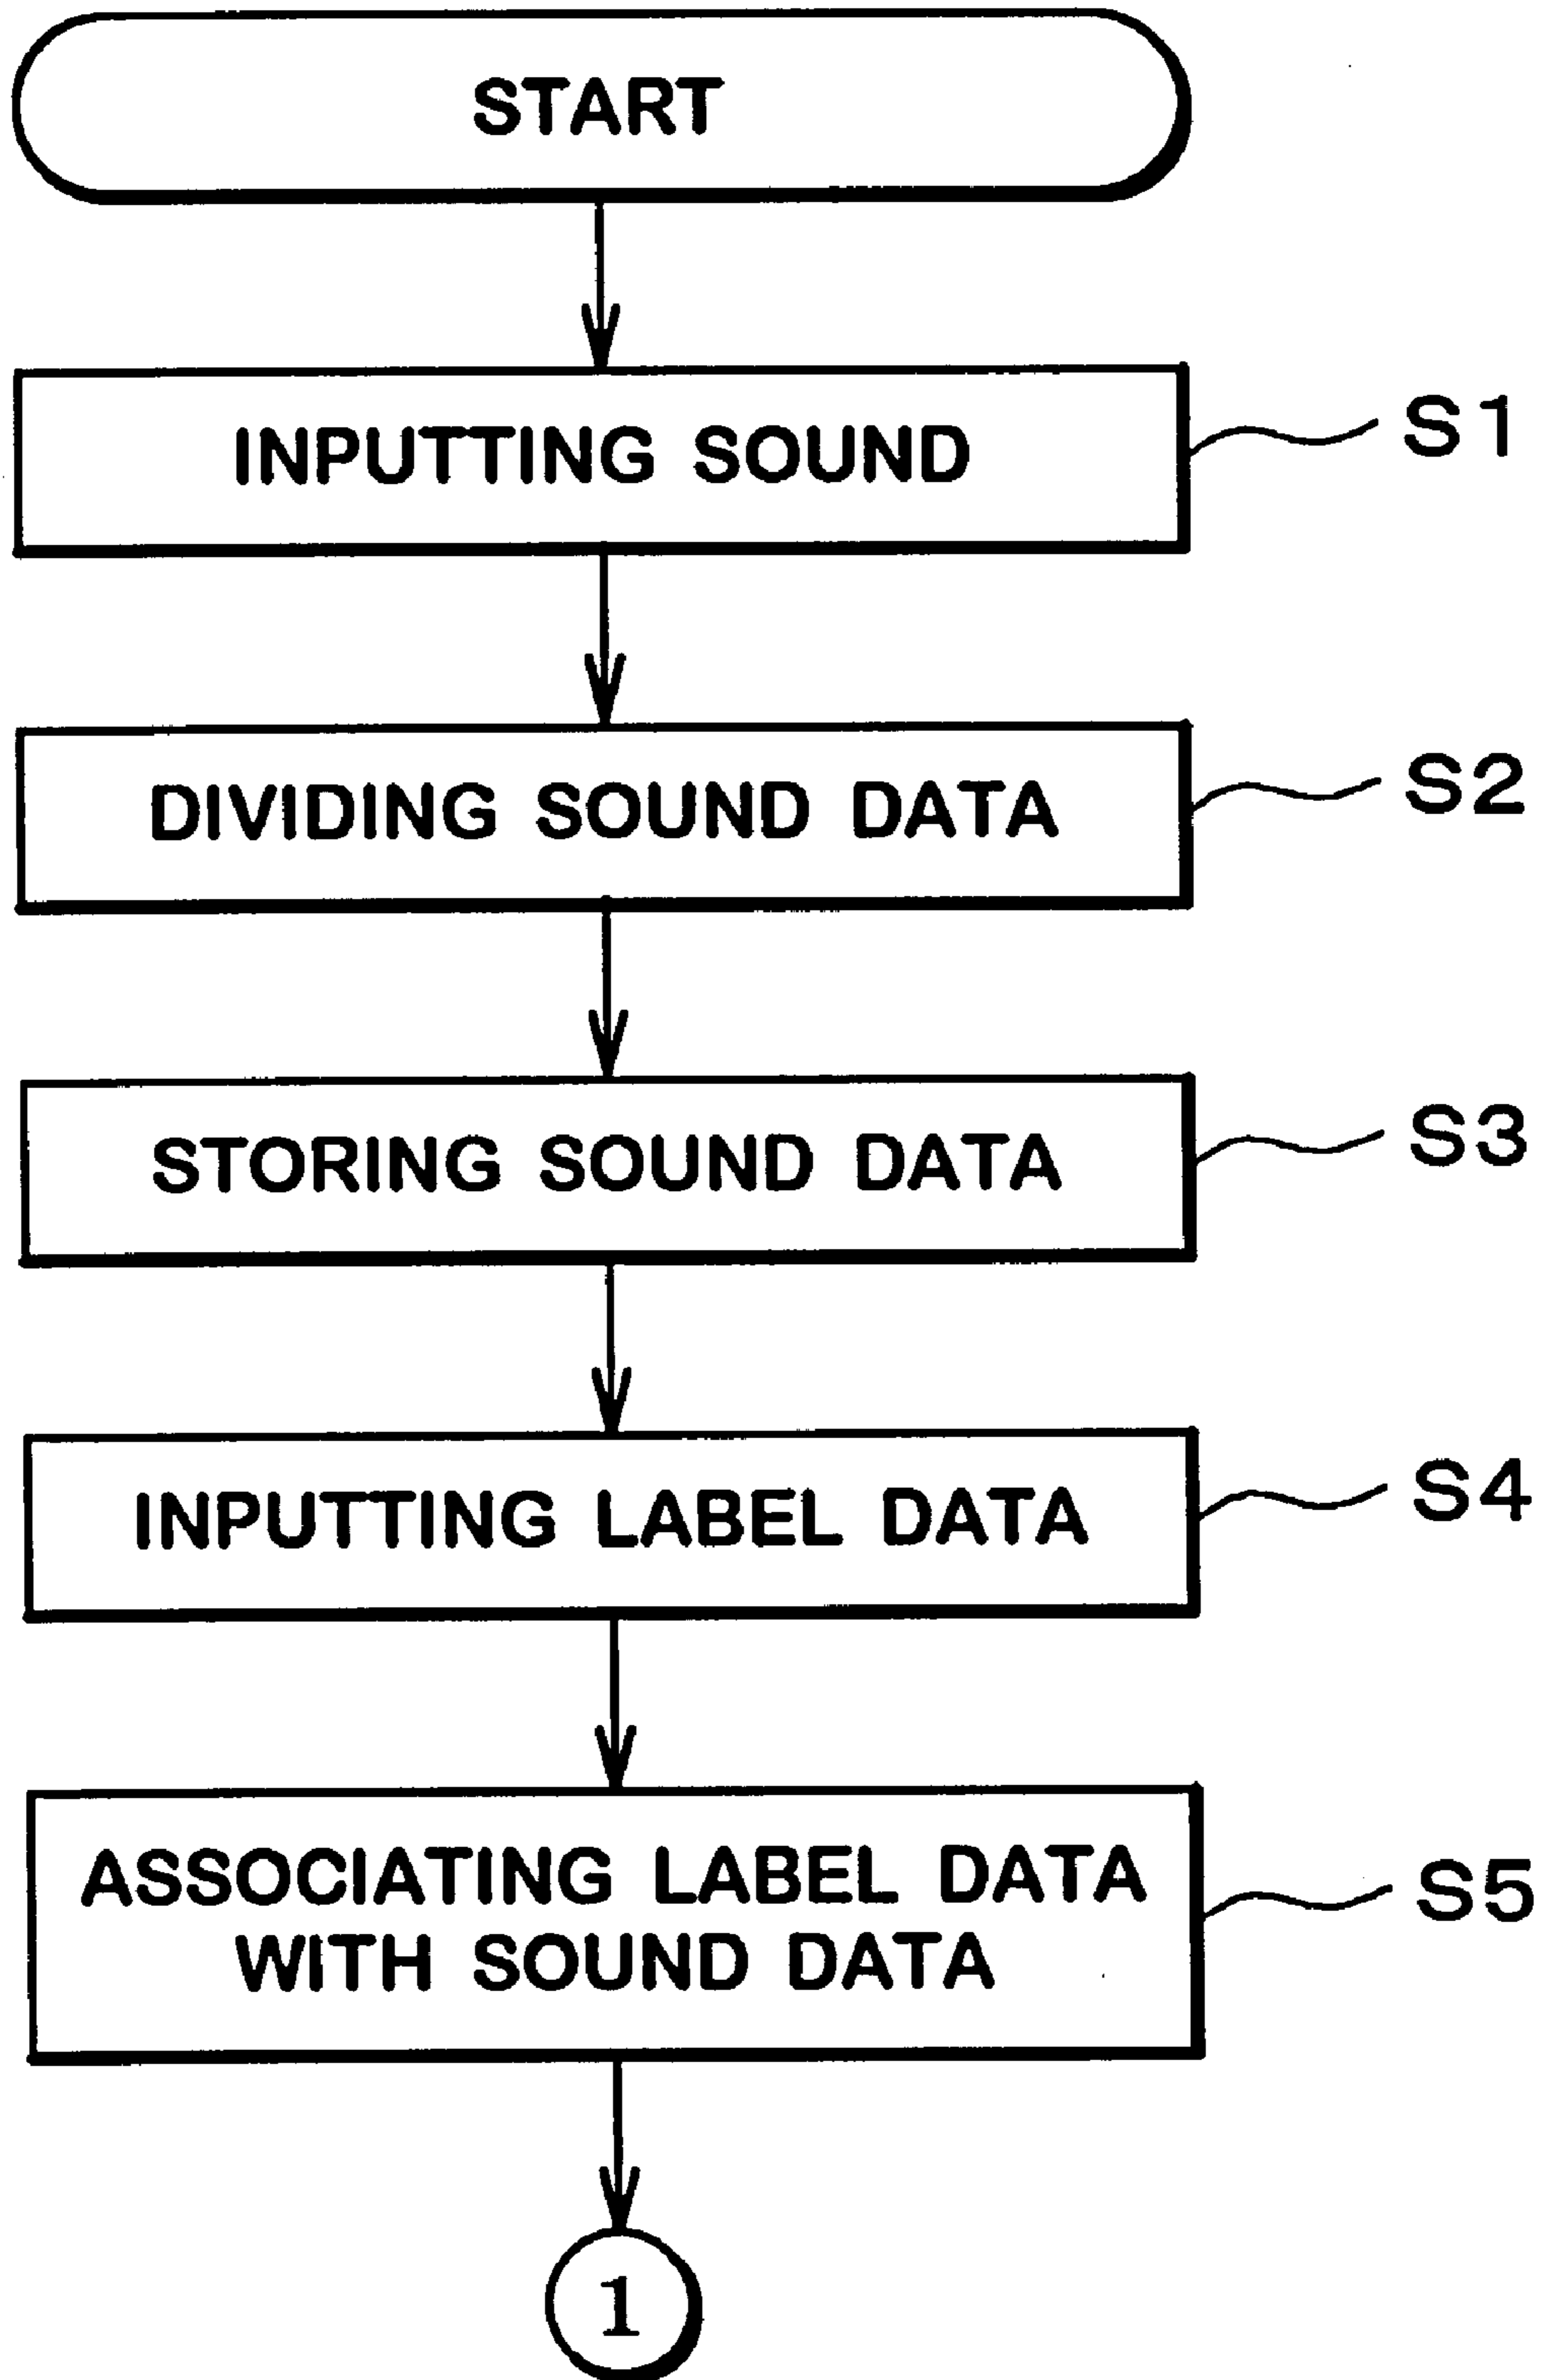 START
INPUTTING SOUND
S1
DIVIDING SOUND DATA
S2
STORING SOUND DATA
S3
INPUTTING LABEL DATA
S4
ASSOCIATING LABEL DATA
WITH SOUND DATA
S5
1